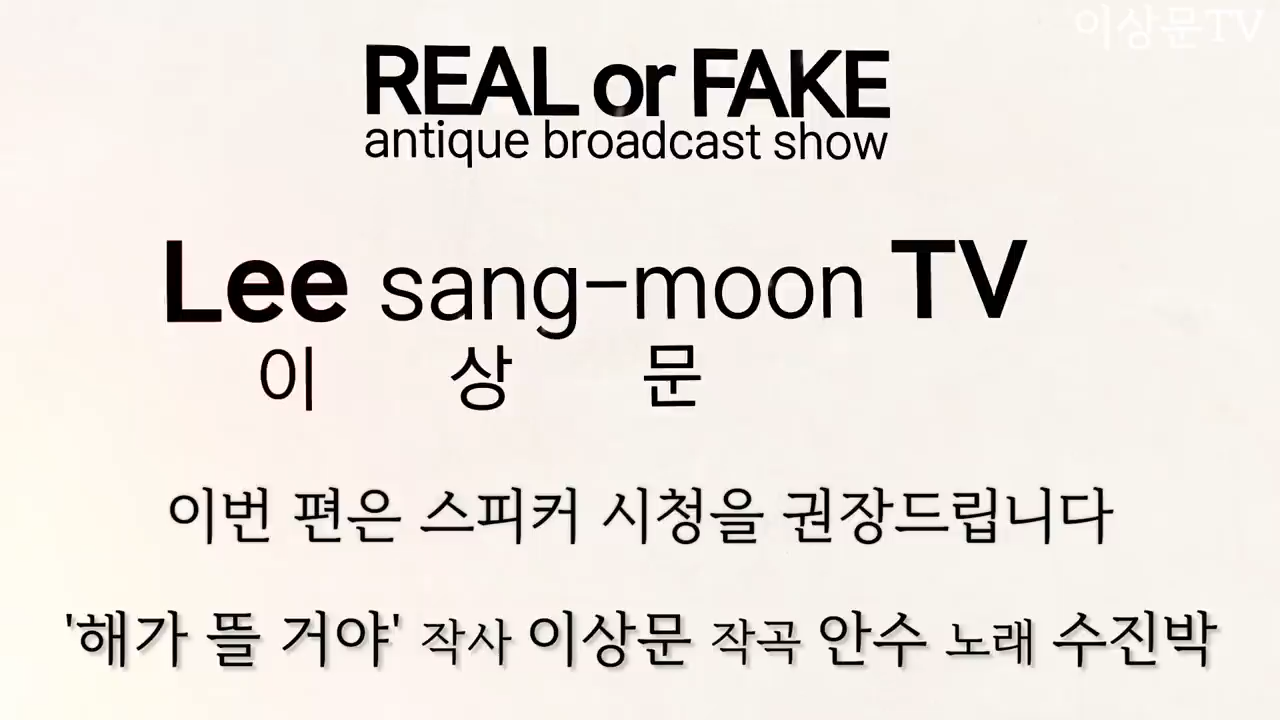 이상문TV
REAL or FAKE
antique broadcast show
Lee sang-moon TV
이 상 문
이번 편은 스피커 시청을 권장드립니다
'해가 뜰 거야' 작사 이상문 작곡 안수 노래 수진박